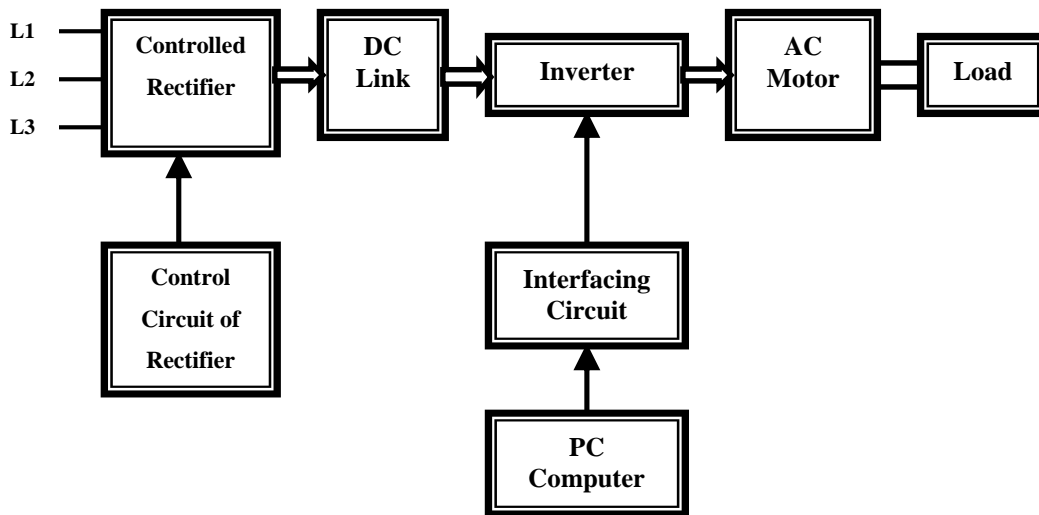 L1
L2
L3
Controlled
Rectifier
DC
Link
Inverter
AC
Motor
Load
Control
Circuit of
Rectifier
Interfacing
Circuit
PC
Computer